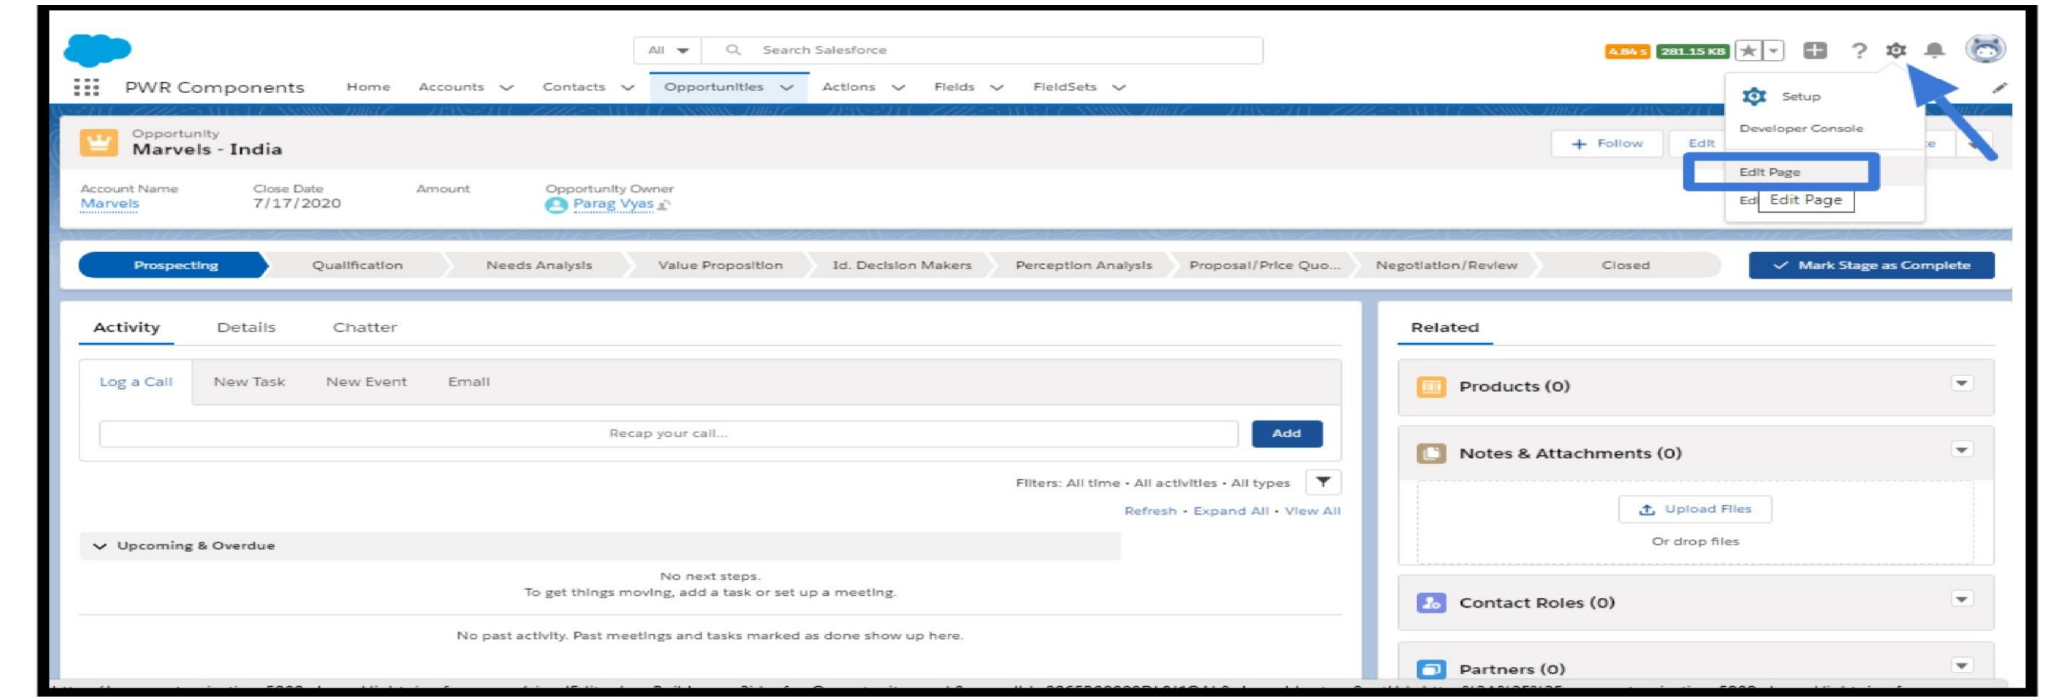 All Search Salesforce 4.84 s 281.15 KB
PWR Components Home Accounts Contacts Opportunities Actions Fields FieldSets
Setup
Developer Console
Edit Page
Edit Page
Opportunity
Marvels - India
+ Follow Edit
Account Name Close Date Amount Opportunity Owner
Marvels 7/17/2020 Parag Vyas
Prospecting Qualification Needs Analysis Value Proposition Id. Decision Makers Perception Analysis Proposal/Price Quo... Negotiation/Review Closed Mark Stage as Complete
Activity Details Chatter
Log a Call New Task New Event Email
Recap your call... Add
Filters: All time • All activities • All types
Refresh • Expand All • View All
Upcoming & Overdue
No next steps.
To get things moving, add a task or set up a meeting.
No past activity. Past meetings and tasks marked as done show up here.
Related
Products (0)
Notes & Attachments (0)
Upload Files
Or drop files
Contact Roles (0)
Partners (0)